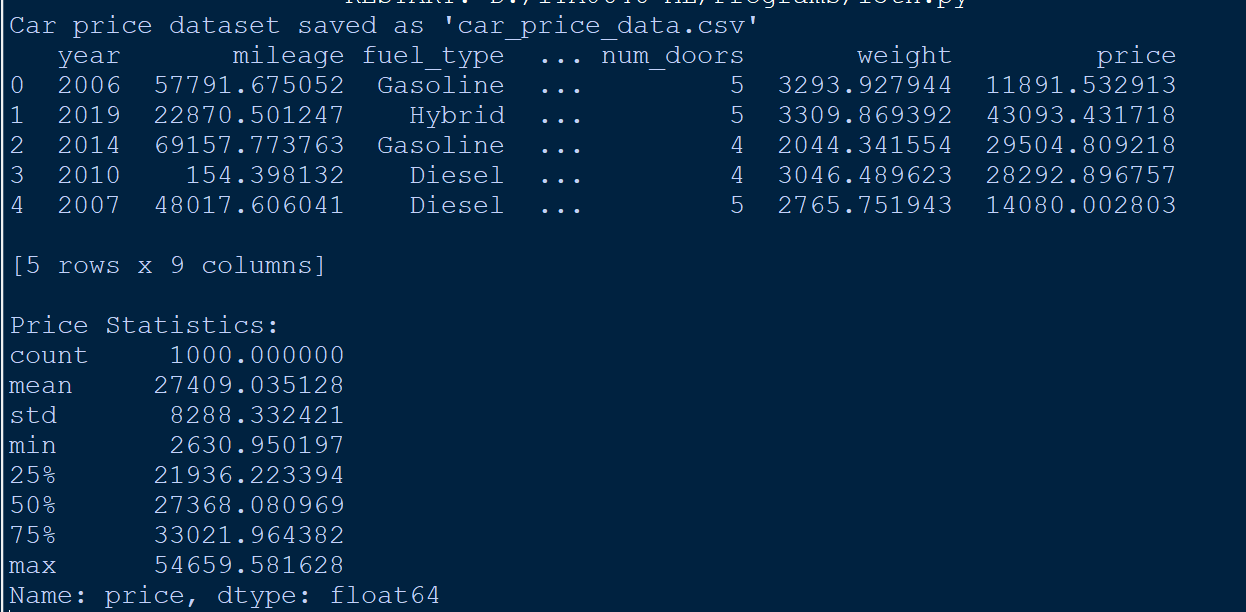 Car price dataset saved as 'car_price_data.csv'
   year       mileage fuel_type  ... num_doors       weight         price
0  2006  57791.675052  Gasoline  ...         5  3293.927944  11891.532913
1  2019  22870.501247    Hybrid  ...         5  3309.869392  43093.431718
2  2014  69157.773763  Gasoline  ...         4  2044.341554  29504.809218
3  2010    154.398132    Diesel  ...         4  3046.489623  28292.896757
4  2007  48017.606041    Diesel  ...         5  2765.751943  14080.002803
[5 rows x 9 columns]
Price Statistics:
count     1000.000000
mean     27409.035128
std       8288.332421
min       2630.950197
25%      21936.223394
50%      27368.080969
75%      33021.964382
max      54659.581628
Name: price, dtype: float64